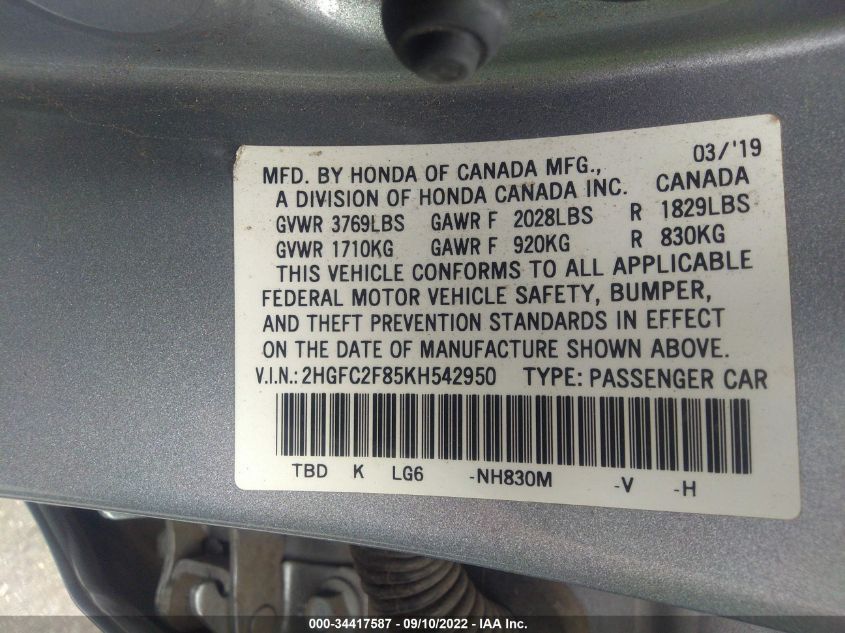 03/'19
MFD. BY HONDA OF CANADA MFG.,
A DIVISION OF HONDA CANADA INC. CANADA
GVWR 3769LBS GAWR F 2028LBS R 1829LBS
GVWR 1710KG GAWR F 920KG R 830KG
THIS VEHICLE CONFORMS TO ALL APPLICABLE
FEDERAL MOTOR VEHICLE SAFETY, BUMPER,
AND THEFT PREVENTION STANDARDS IN EFFECT
ON THE DATE OF MANUFACTURE SHOWN ABOVE.
V.I.N.: 2HGFC2F85KH542950 TYPE: PASSENGER CAR
TBD K LG6 -NH830M -V -H
000-34417587 - 09/10/2022 - IAA Inc.